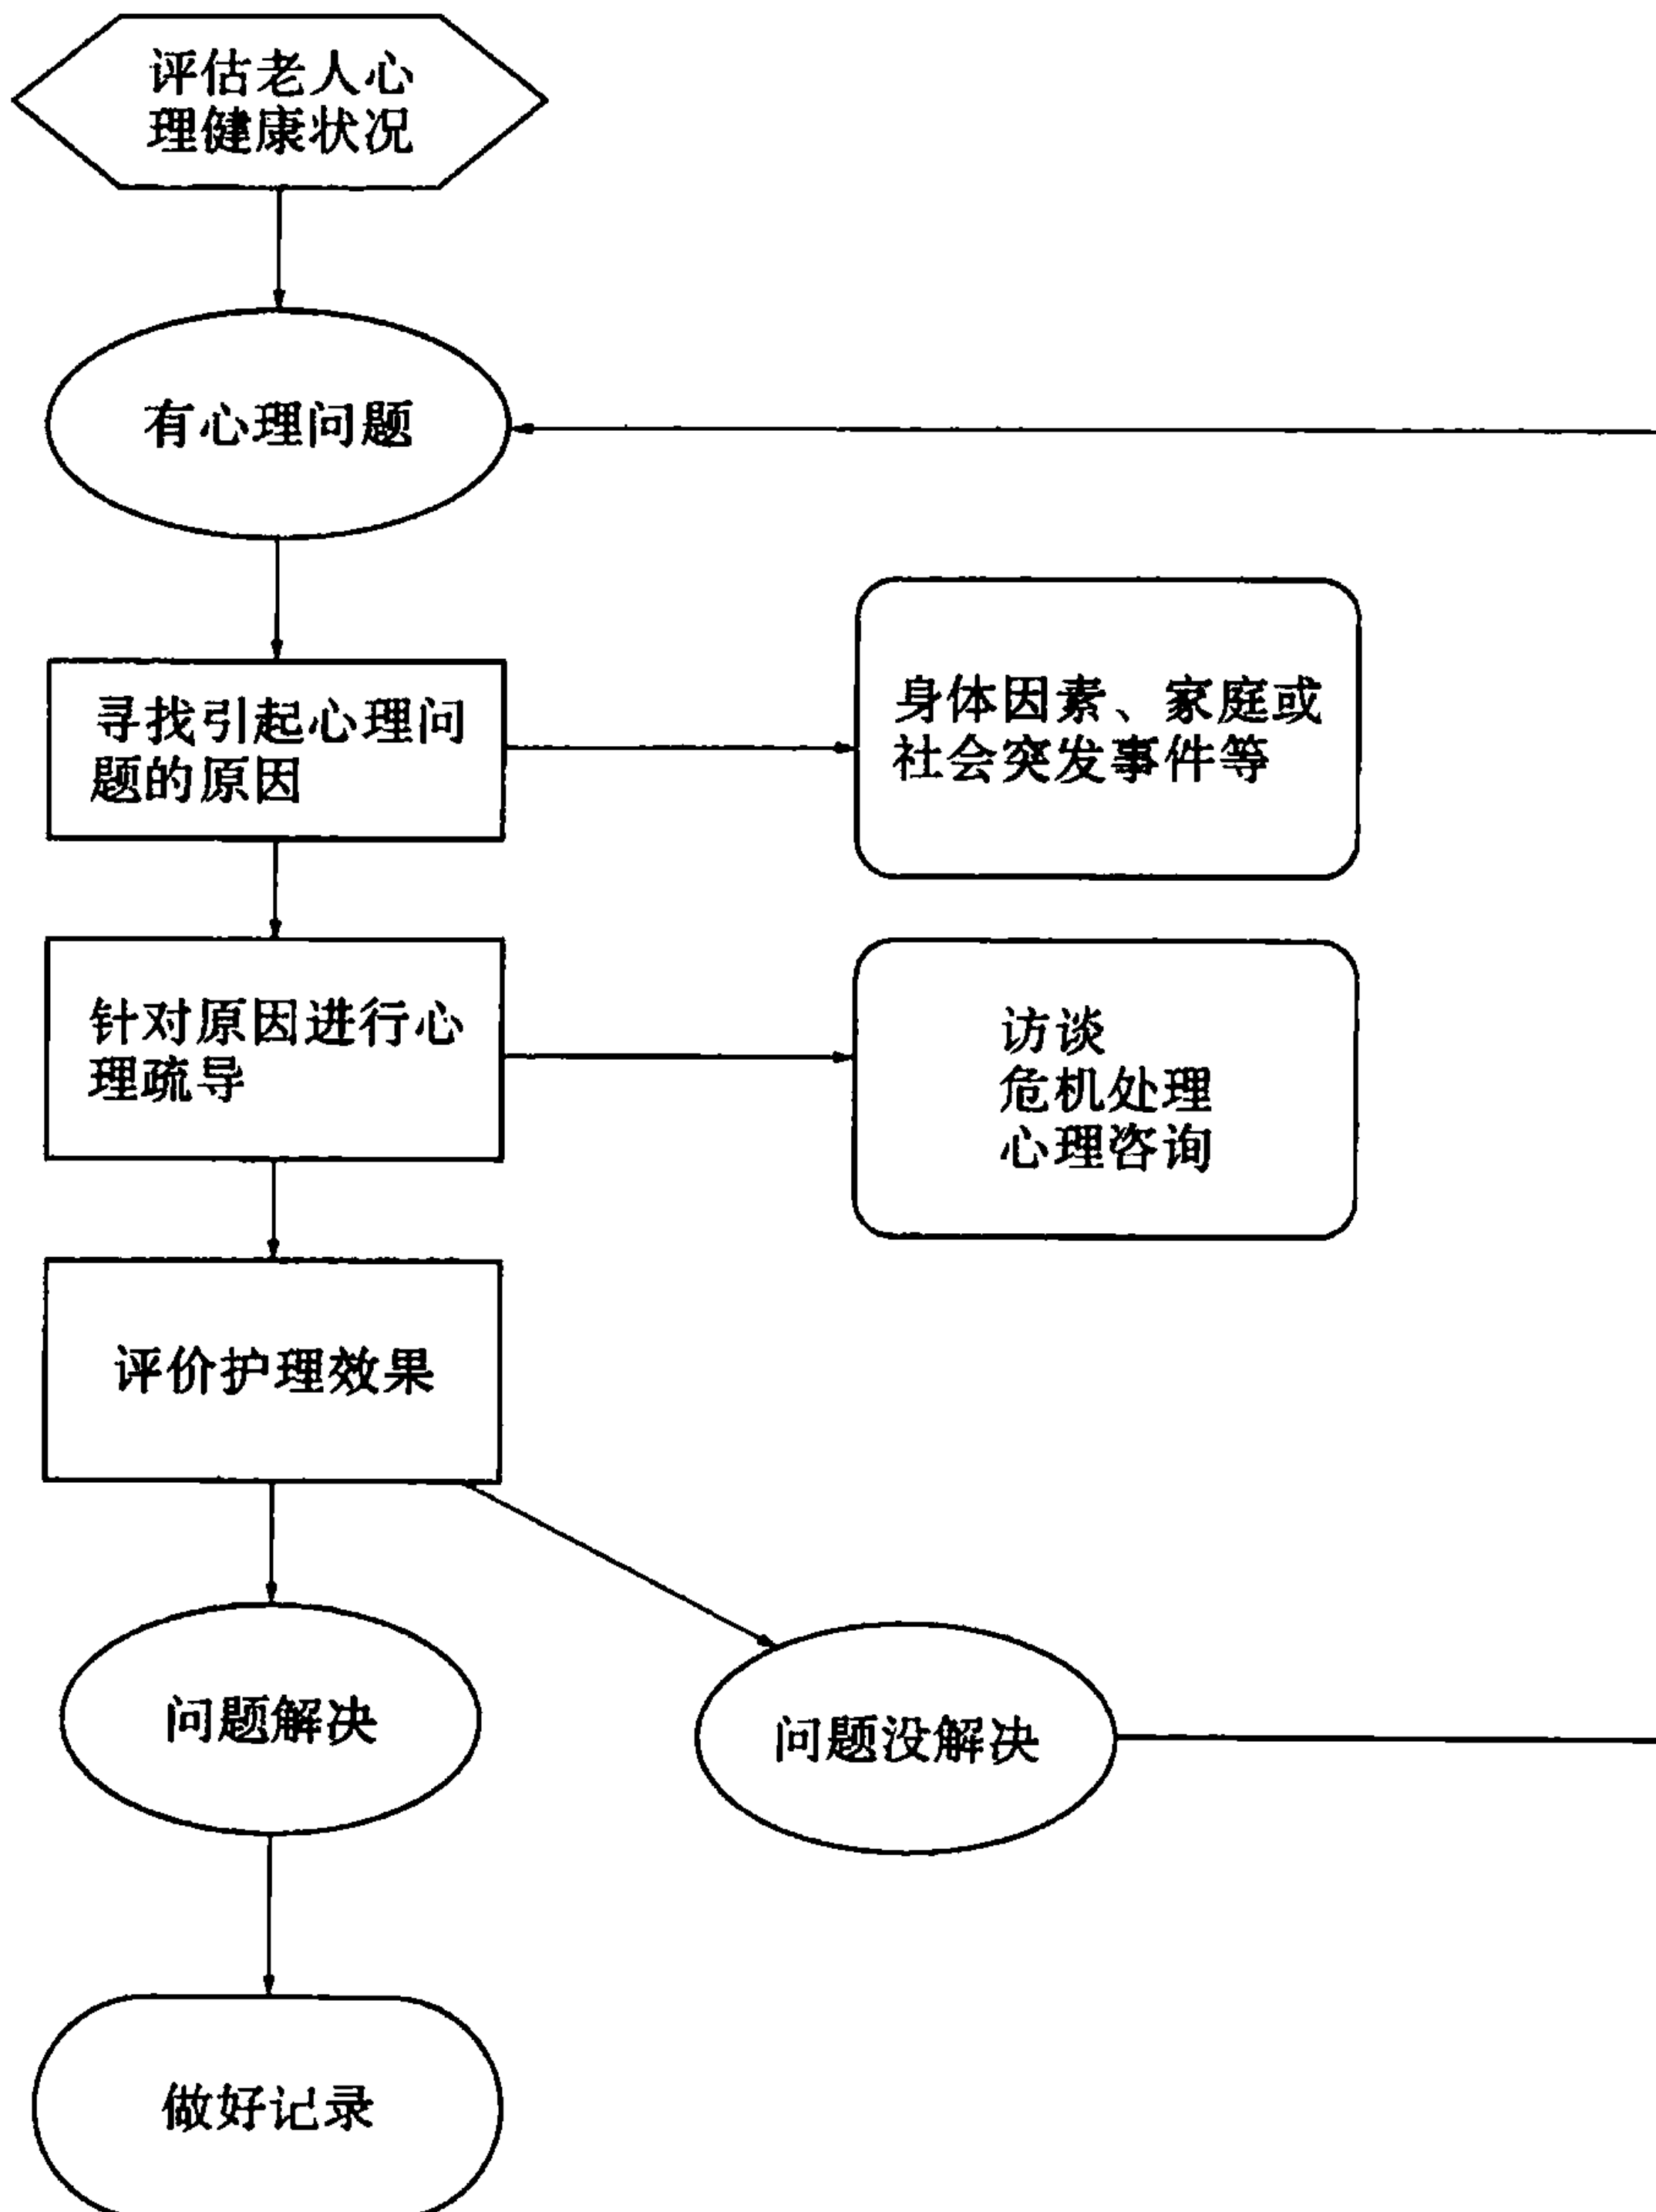 评估老人心
理健康状况
有心理问题
寻找引起心理问
题的原因
身体因素、家庭或
社会突发事件等
针对原因进行心
理疏导
访谈
危机处理
心理咨询
评价护理效果
问题解决
问题没解决
做好记录